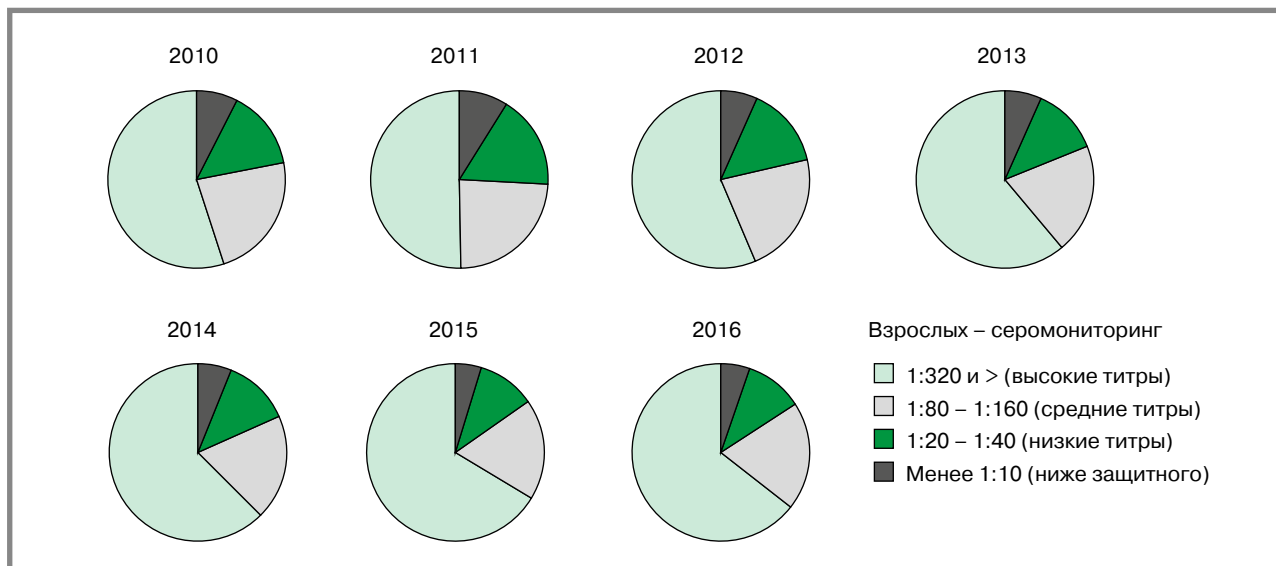 2010
2011
2012
2013
2014
2015
2016
Взрослых – серомониторинг
1:320 и > (высокие титры)
1:80 – 1:160 (средние титры)
1:20 – 1:40 (низкие титры)
Менее 1:10 (ниже защитного)